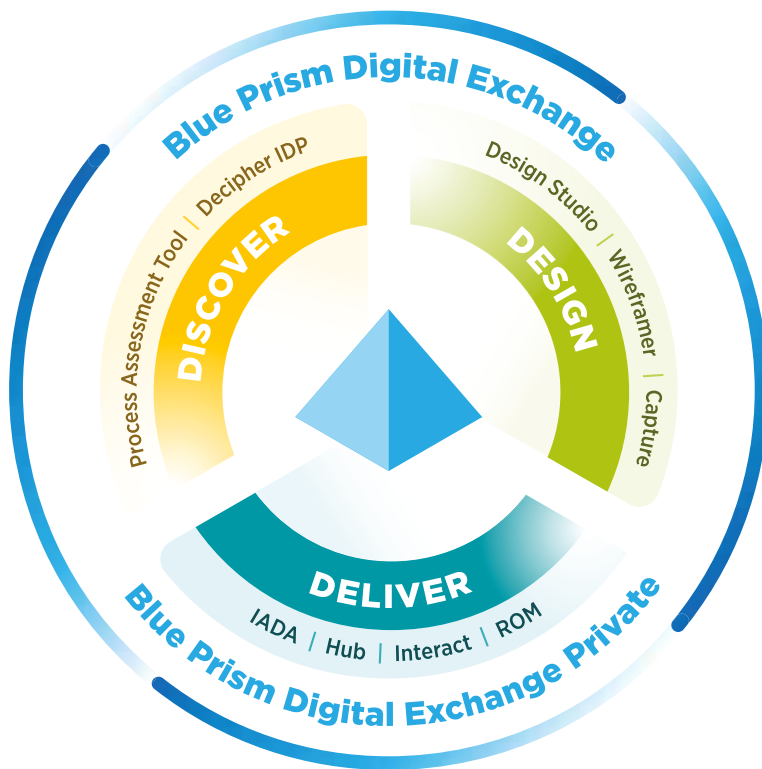 Blue Prism Digital Exchange
Process Assessment Tool | Decipher IDP
DISCOVER
Design Studio | Wireframer | Capture
DESIGN
DELIVER
IADA | Hub | Interact | ROM
Blue Prism Digital Exchange Private